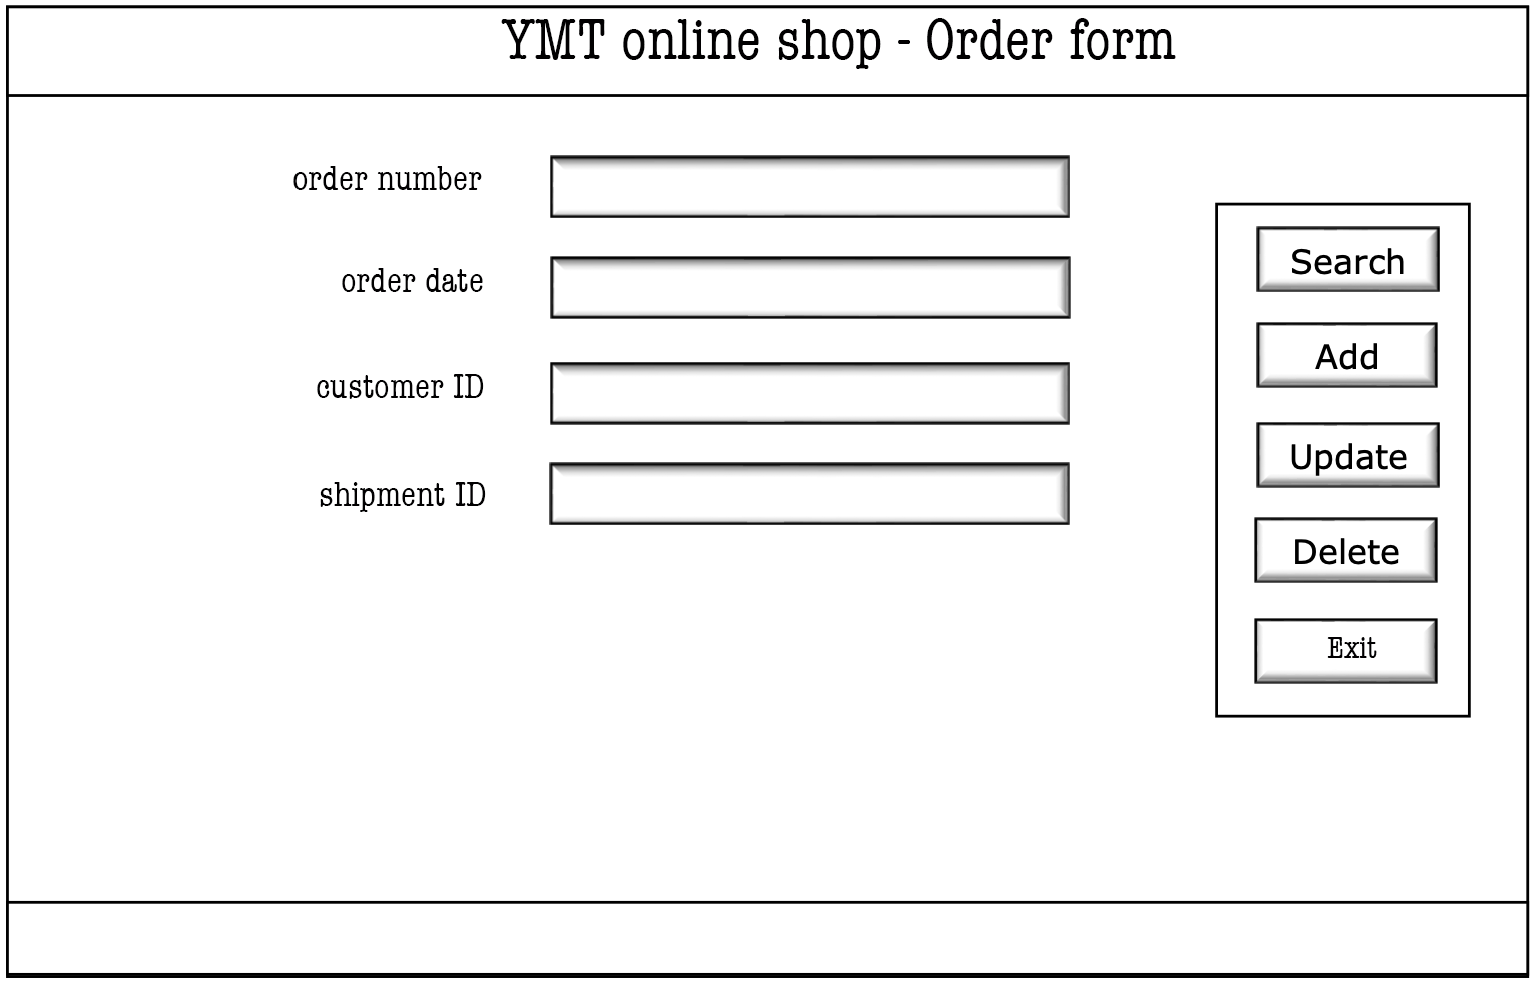 YMT online shop - Order form
order number
order date
customer ID
shipment ID
Search
Add
Update
Delete
Exit